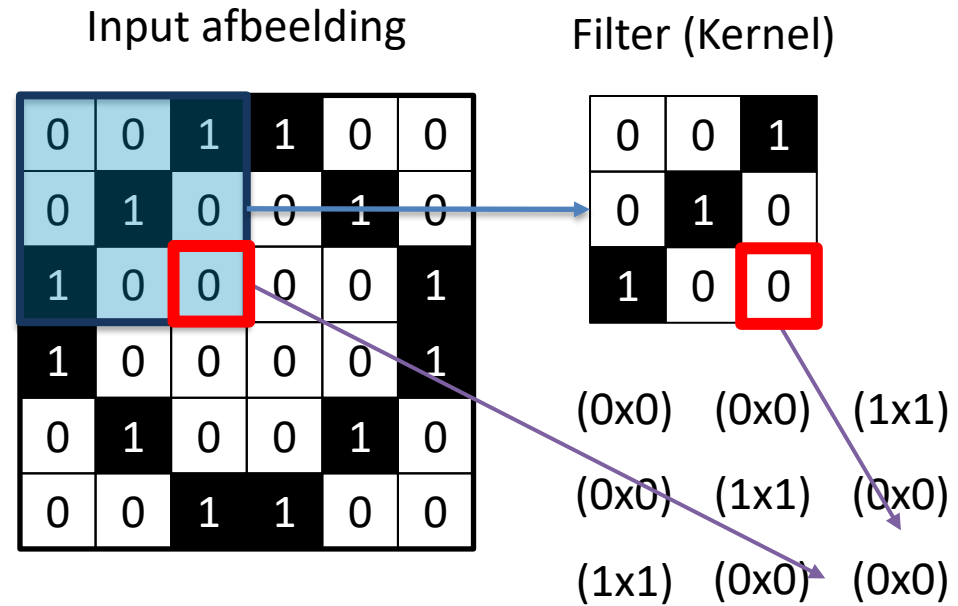 Input afbeelding
Filter (Kernel)
0 0 1 1 0 0
0 1 0 0 1 0
1 0 0 0 0 1
1 0 0 0 0 1
0 1 0 0 1 0
0 0 1 1 0 0
0 0 1
0 1 0
1 0 0
(0x0) (0x0) (1x1)
(0x0) (1x1) (0x0)
(1x1) (0x0) (0x0)